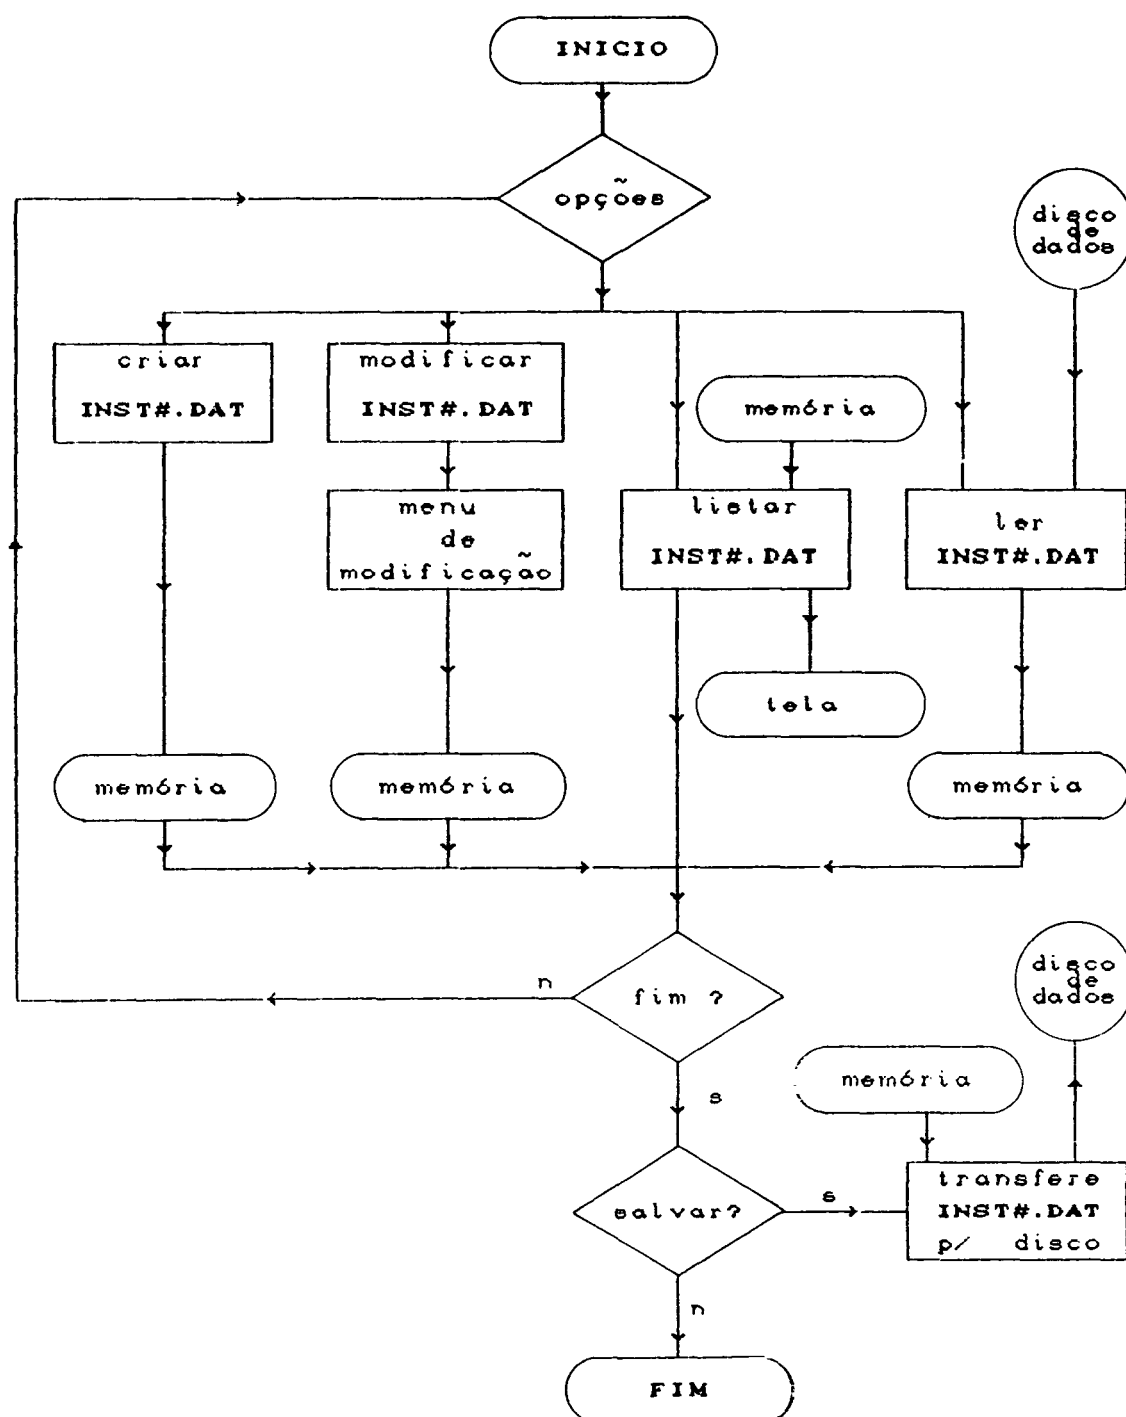 INICIO
opções
disco
de
dados
criar
INST#.DAT
modificar
INST#.DAT
memória
menu
de
modificação
listar
INST#.DAT
ler
INST#.DAT
tela
memória
memória
memória
n
fim ?
disco
de
dados
s
memória
salvar?
s
transfere
INST#.DAT
p/ disco
n
FIM